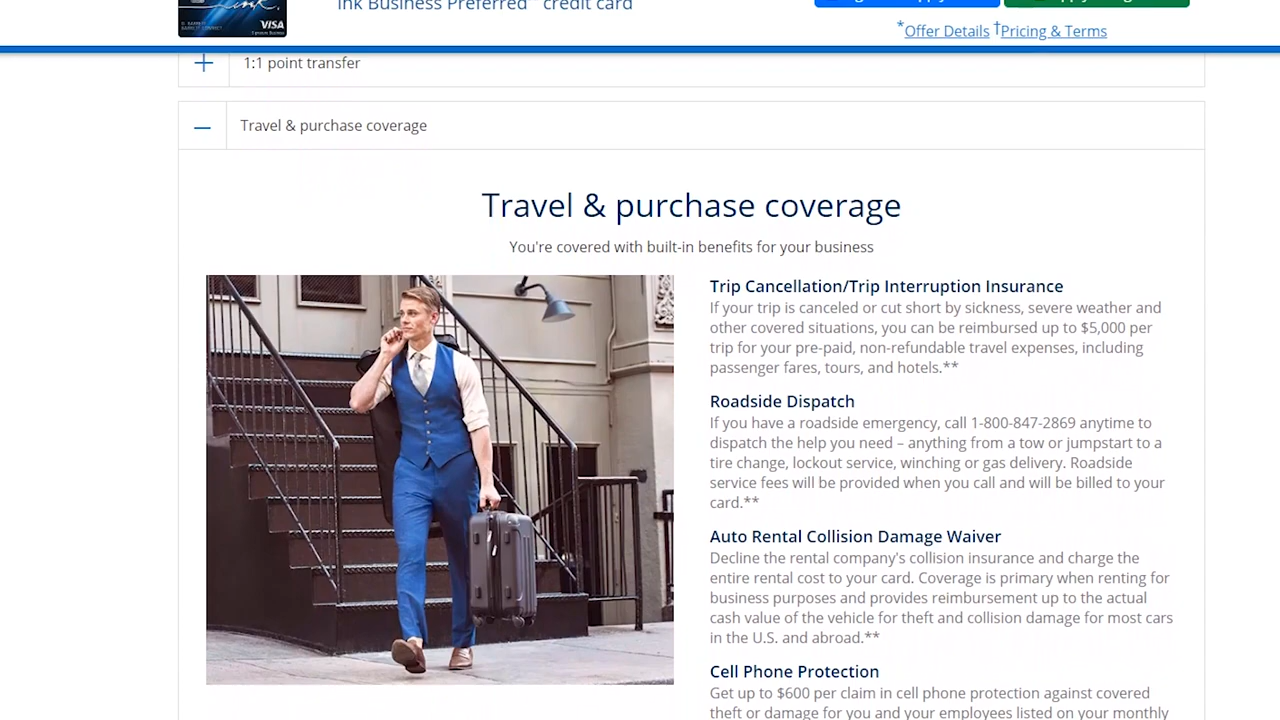 Ink Business Preferred℠ credit card
*Offer Details †Pricing & Terms
VISA
1:1 point transfer
Travel & purchase coverage
Travel & purchase coverage
You're covered with built-in benefits for your business
Trip Cancellation/Trip Interruption Insurance
If your trip is canceled or cut short by sickness, severe weather and
other covered situations, you can be reimbursed up to $5,000 per
trip for your pre-paid, non-refundable travel expenses, including
passenger fares, tours, and hotels.**
Roadside Dispatch
If you have a roadside emergency, call 1-800-847-2869 anytime to
dispatch the help you need – anything from a tow or jumpstart to a
tire change, lockout service, winching or gas delivery. Roadside
service fees will be provided when you call and will be billed to your
card.**
Auto Rental Collision Damage Waiver
Decline the rental company's collision insurance and charge the
entire rental cost to your card. Coverage is primary when renting for
business purposes and provides reimbursement up to the actual
cash value of the vehicle for theft and collision damage for most cars
in the U.S. and abroad.**
Cell Phone Protection
Get up to $600 per claim in cell phone protection against covered
theft or damage for you and your employees listed on your monthly